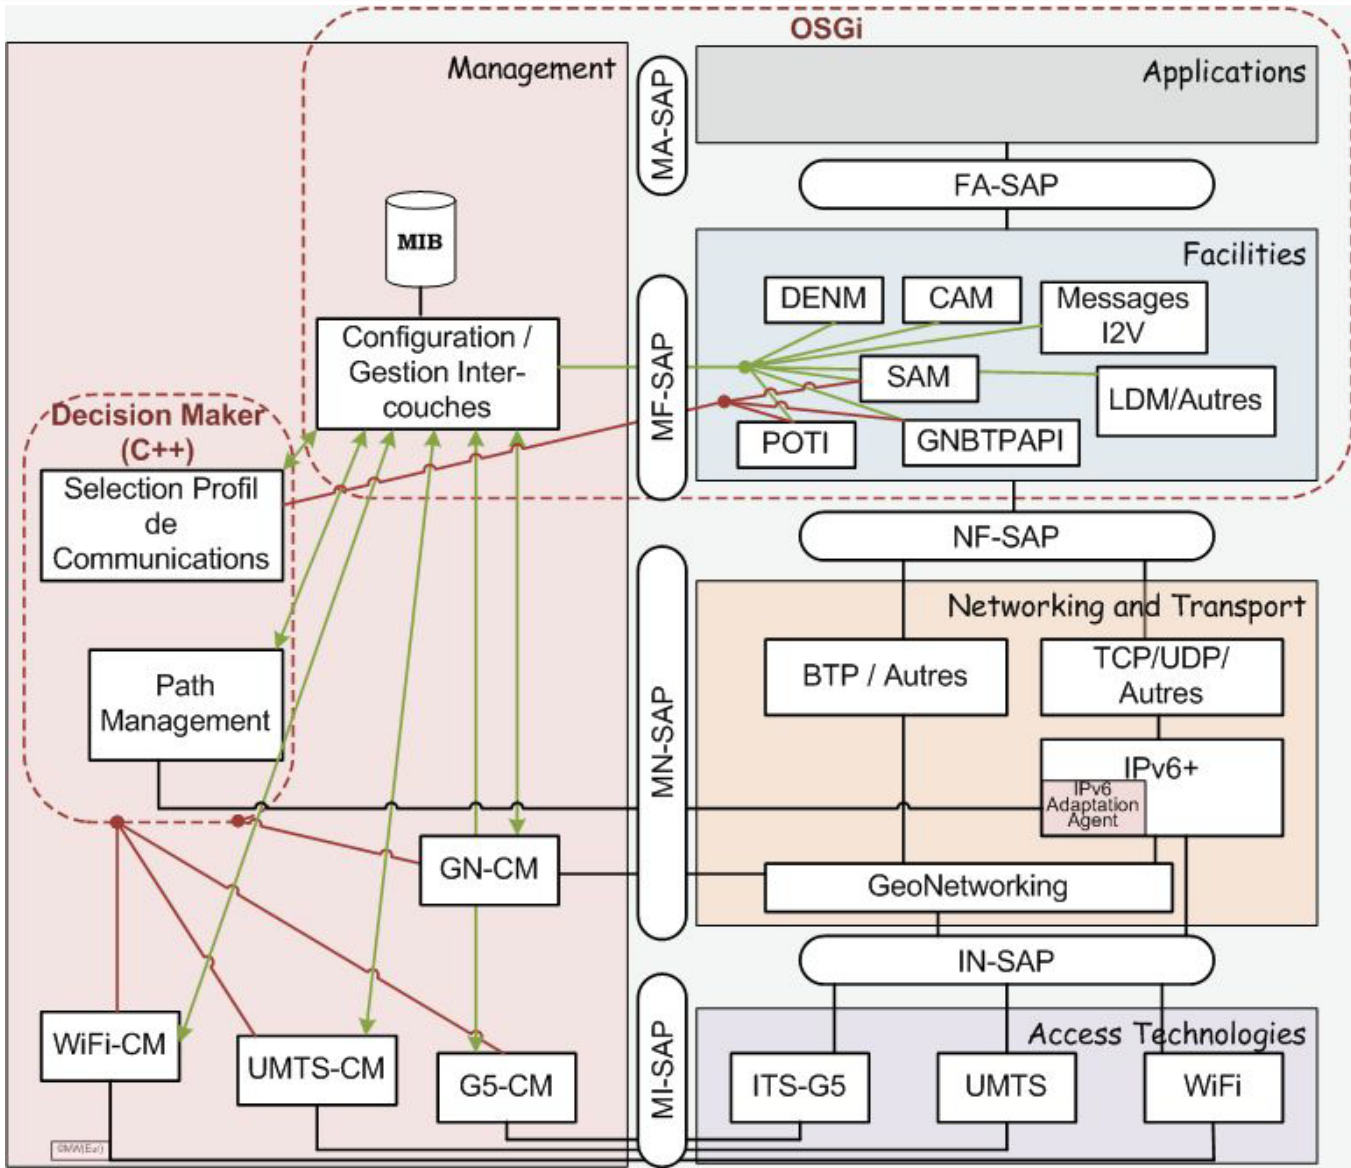 OSGi
Management
MA-SAP
Applications
FA-SAP
MIB
Facilities
DENM
CAM
Messages
I2V
Configuration /
Gestion Inter-
couches
MF-SAP
SAM
LDM/Autres
POTI
GNBTPAPI
Decision Maker
(C++)
Selection Profil
de
Communications
NF-SAP
Networking and Transport
MN-SAP
BTP / Autres
TCP/UDP/
Autres
Path
Management
IPv6+
IPv6
Adaptation
Agent
GN-CM
GeoNetworking
IN-SAP
MI-SAP
Access Technologies
WiFi-CM
UMTS-CM
G5-CM
ITS-G5
UMTS
WiFi